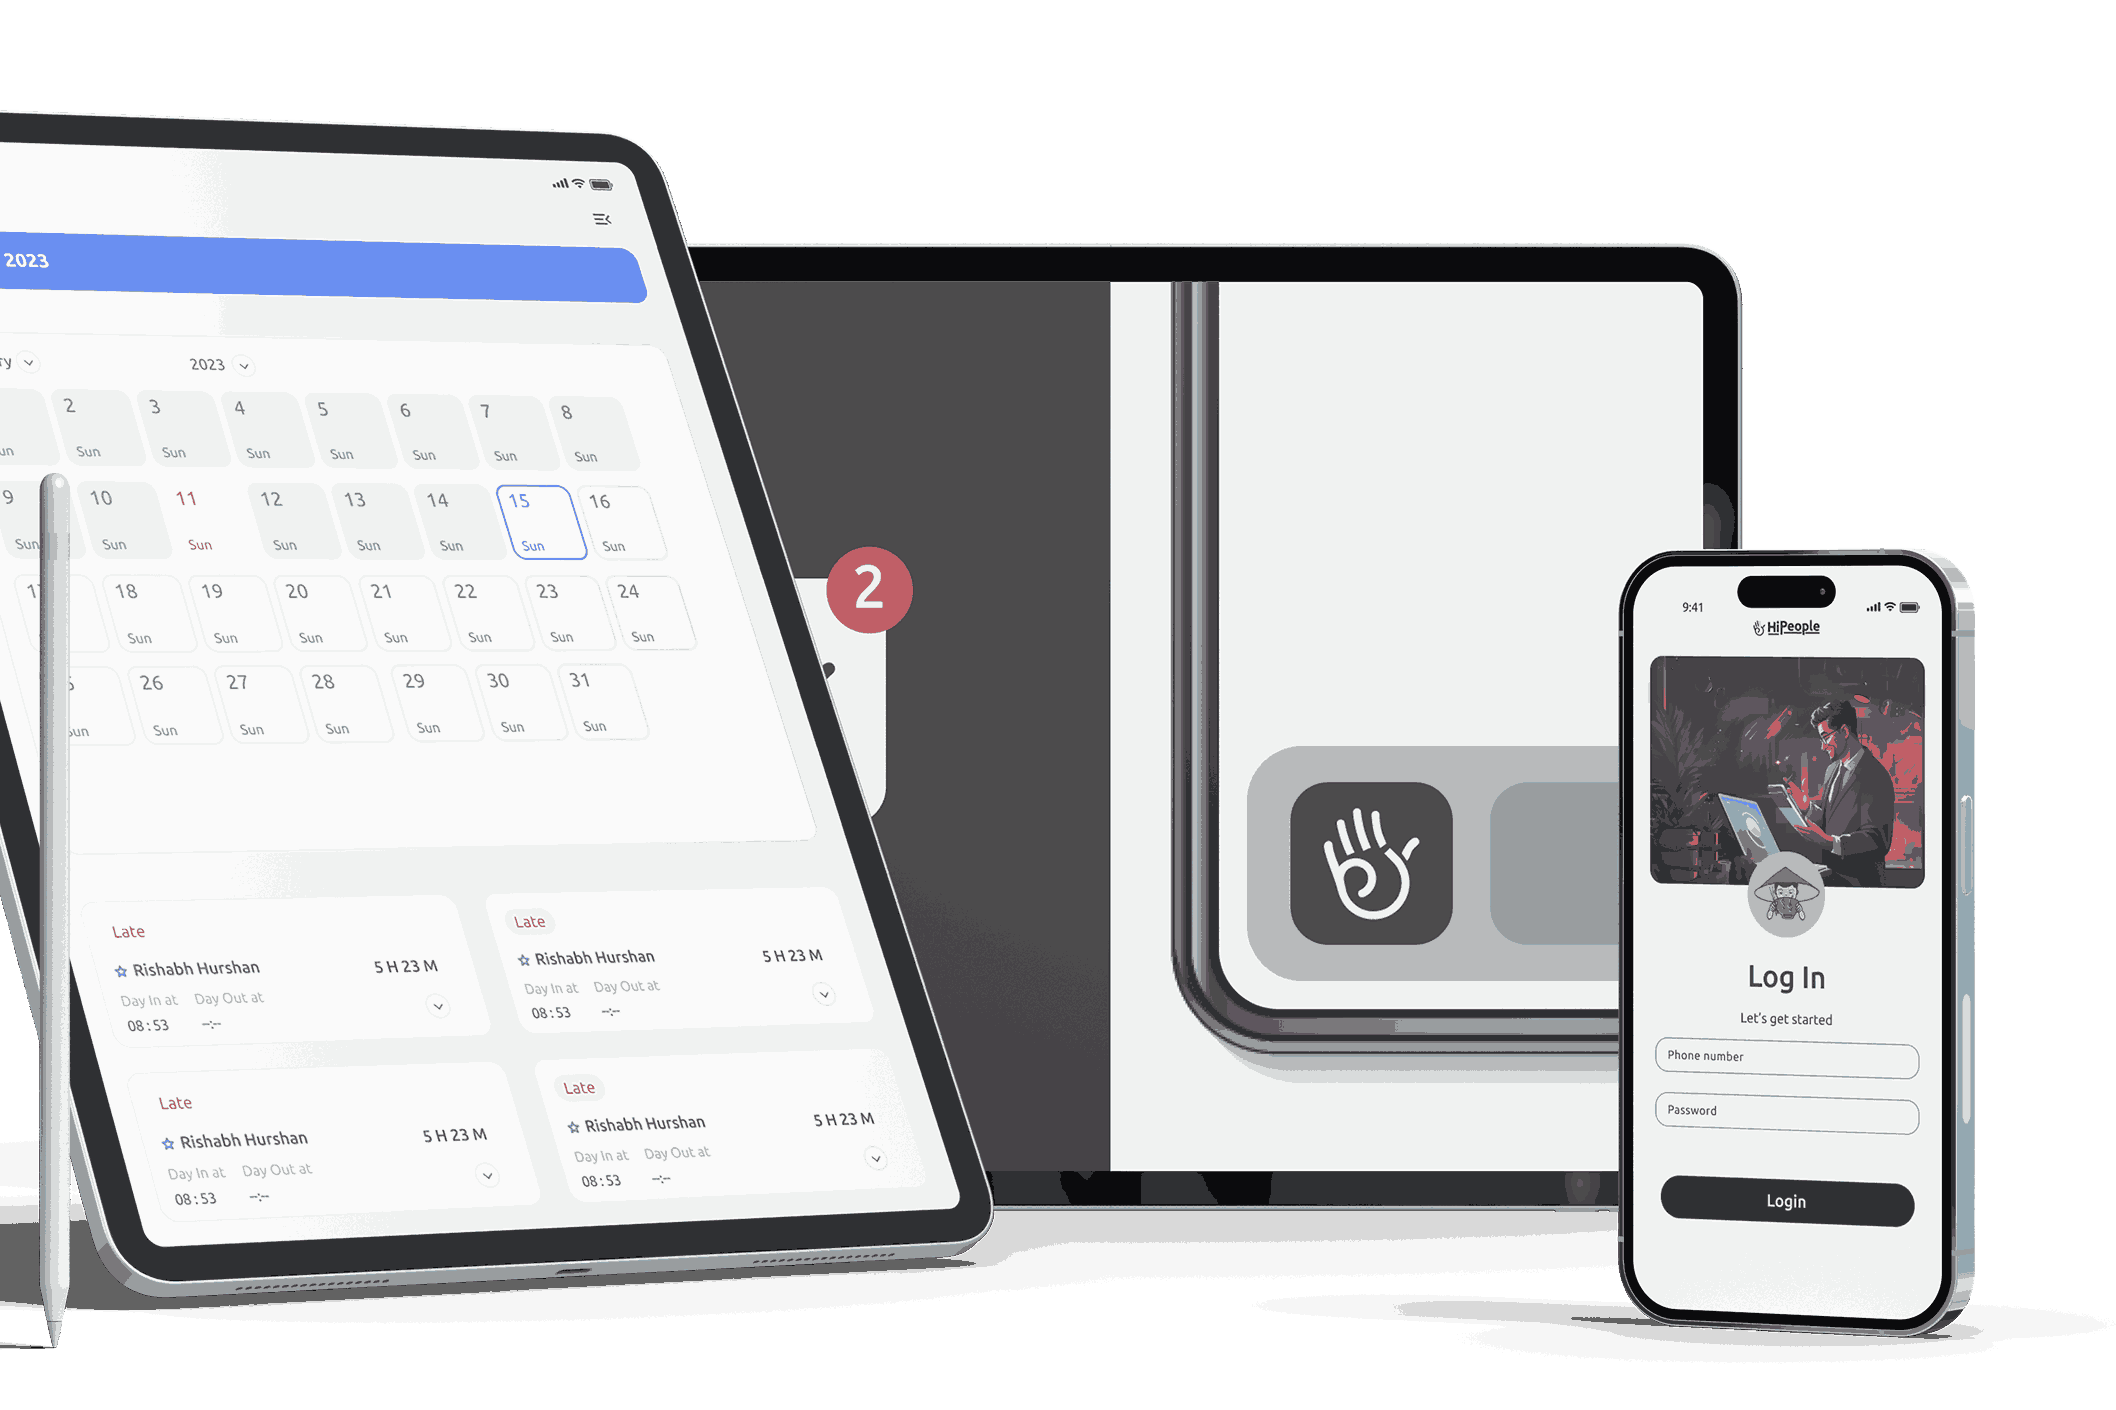 2023
2023
2 3 4 5 6 7 8
Sun Sun Sun Sun Sun Sun Sun
9 10 11 12 13 14 15 16
Sun Sun Sun Sun Sun Sun Sun Sun
18 19 20 21 22 23 24
Sun Sun Sun Sun Sun Sun Sun
26 27 28 29 30 31
Sun Sun Sun Sun Sun Sun
Late
Rishabh Hurshan 5 H 23 M
Day In at Day Out at
08:53 --:--
Late
Rishabh Hurshan 5 H 23 M
Day In at Day Out at
08:53 --:--
Late
Rishabh Hurshan 5 H 23 M
Day In at Day Out at
08:53 --:--
Late
Rishabh Hurshan 5 H 23 M
Day In at Day Out at
08:53 --:--
2
9:41
HiPeople
Log In
Let's get started
Phone number
Password
Login